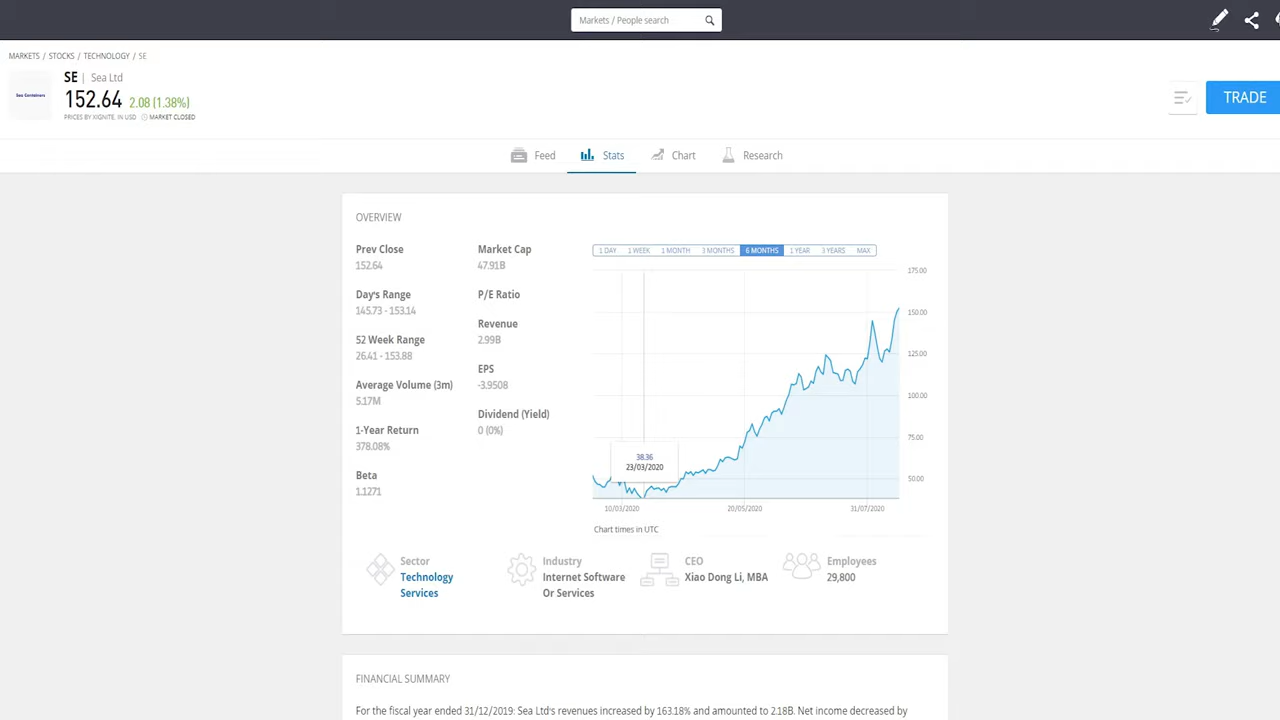 Markets / People search
MARKETS / STOCKS / TECHNOLOGY / SE
Sea Containers
SE | Sea Ltd
152.64 2.08 (1.38%)
PRICES BY XIGNITE, IN USD MARKET CLOSED
TRADE
Feed Stats Chart Research
OVERVIEW
Prev Close
152.64
Day's Range
145.73 - 153.14
52 Week Range
26.41 - 153.88
Average Volume (3m)
5.17M
1-Year Return
378.08%
Beta
1.1271
Market Cap
47.91B
P/E Ratio
Revenue
2.99B
EPS
-3.9508
Dividend (Yield)
0 (0%)
1 DAY 1 WEEK 1 MONTH 3 MONTHS 6 MONTHS 1 YEAR 3 YEARS MAX
175.00
150.00
125.00
100.00
75.00
50.00
38.36
23/03/2020
10/03/2020 20/05/2020 31/07/2020
Chart times in UTC
Sector
Technology
Services
Industry
Internet Software
Or Services
CEO
Xiao Dong Li, MBA
Employees
29,800
FINANCIAL SUMMARY
For the fiscal year ended 31/12/2019: Sea Ltd's revenues increased by 163.18% and amounted to 2.18B. Net income decreased by